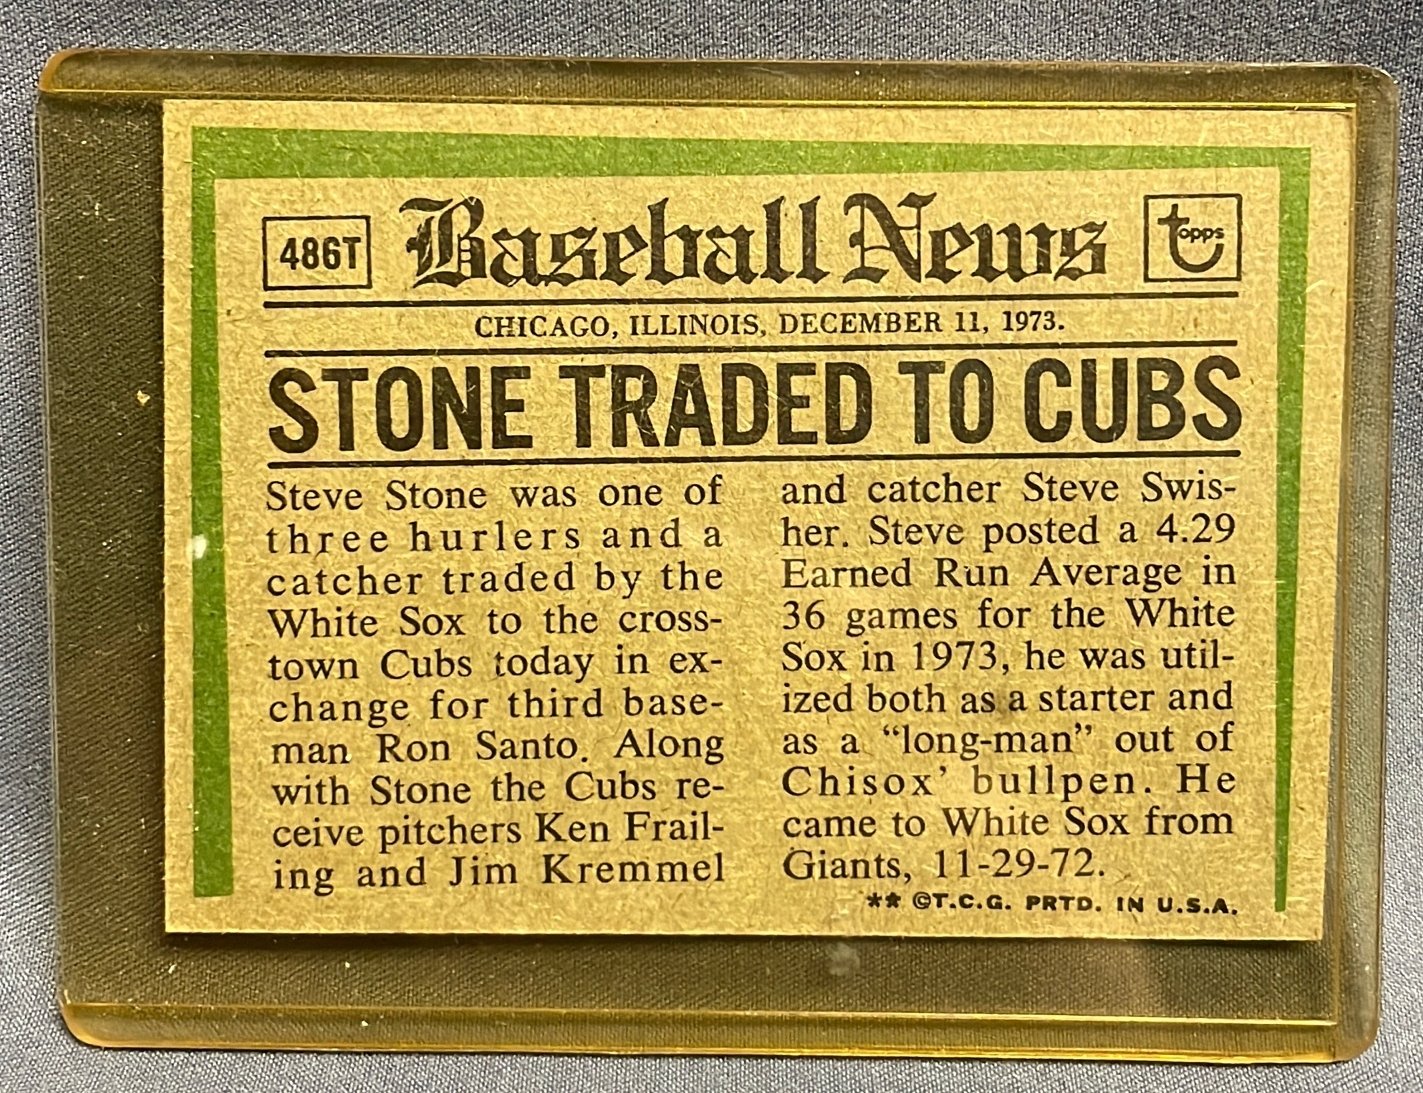 486T Baseball News topps
CHICAGO, ILLINOIS, DECEMBER 11, 1973.
STONE TRADED TO CUBS
Steve Stone was one of
three hurlers and a
catcher traded by the
White Sox to the cross-
town Cubs today in ex-
change for third base-
man Ron Santo. Along
with Stone the Cubs re-
ceive pitchers Ken Frail-
ing and Jim Kremmel
and catcher Steve Swis-
her. Steve posted a 4.29
Earned Run Average in
36 games for the White
Sox in 1973, he was util-
ized both as a starter and
as a "long-man" out of
Chisox' bullpen. He
came to White Sox from
Giants, 11-29-72.
** ©T.C.G. PRTD. IN U.S.A.